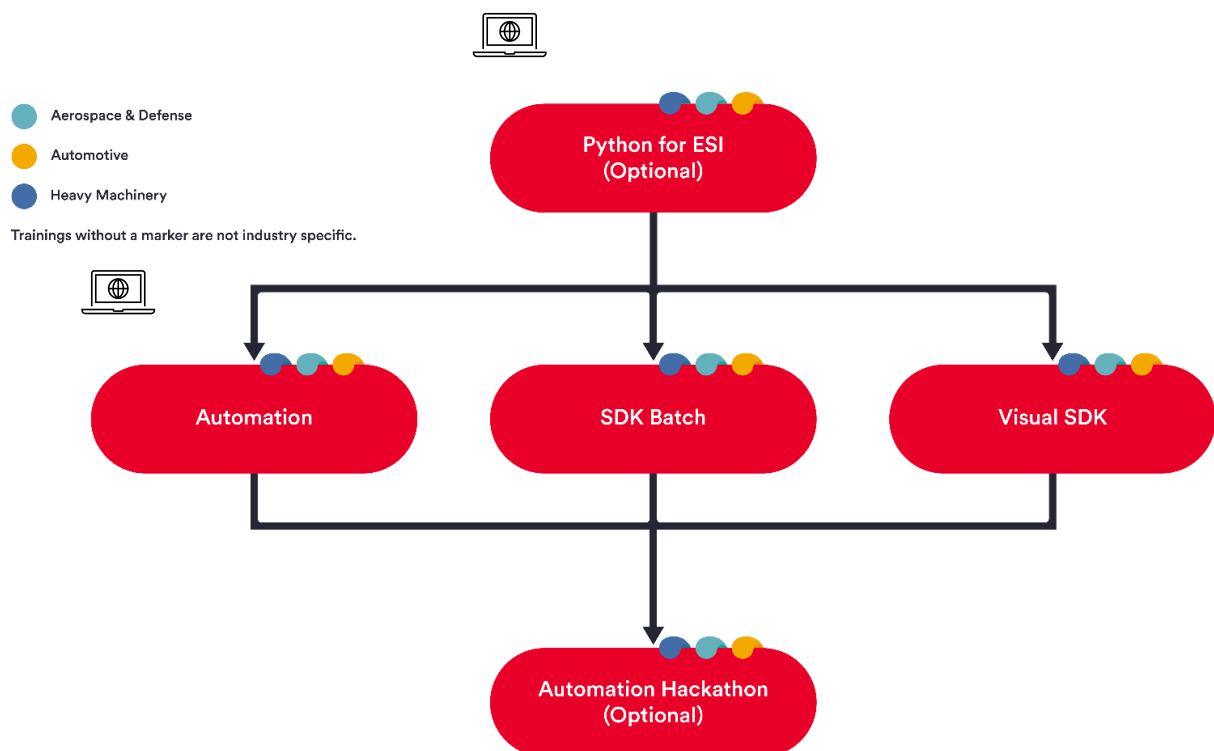 Aerospace & Defense
Automotive
Heavy Machinery
Trainings without a marker are not industry specific.
Python for ESI
(Optional)
Automation
SDK Batch
Visual SDK
Automation Hackathon
(Optional)